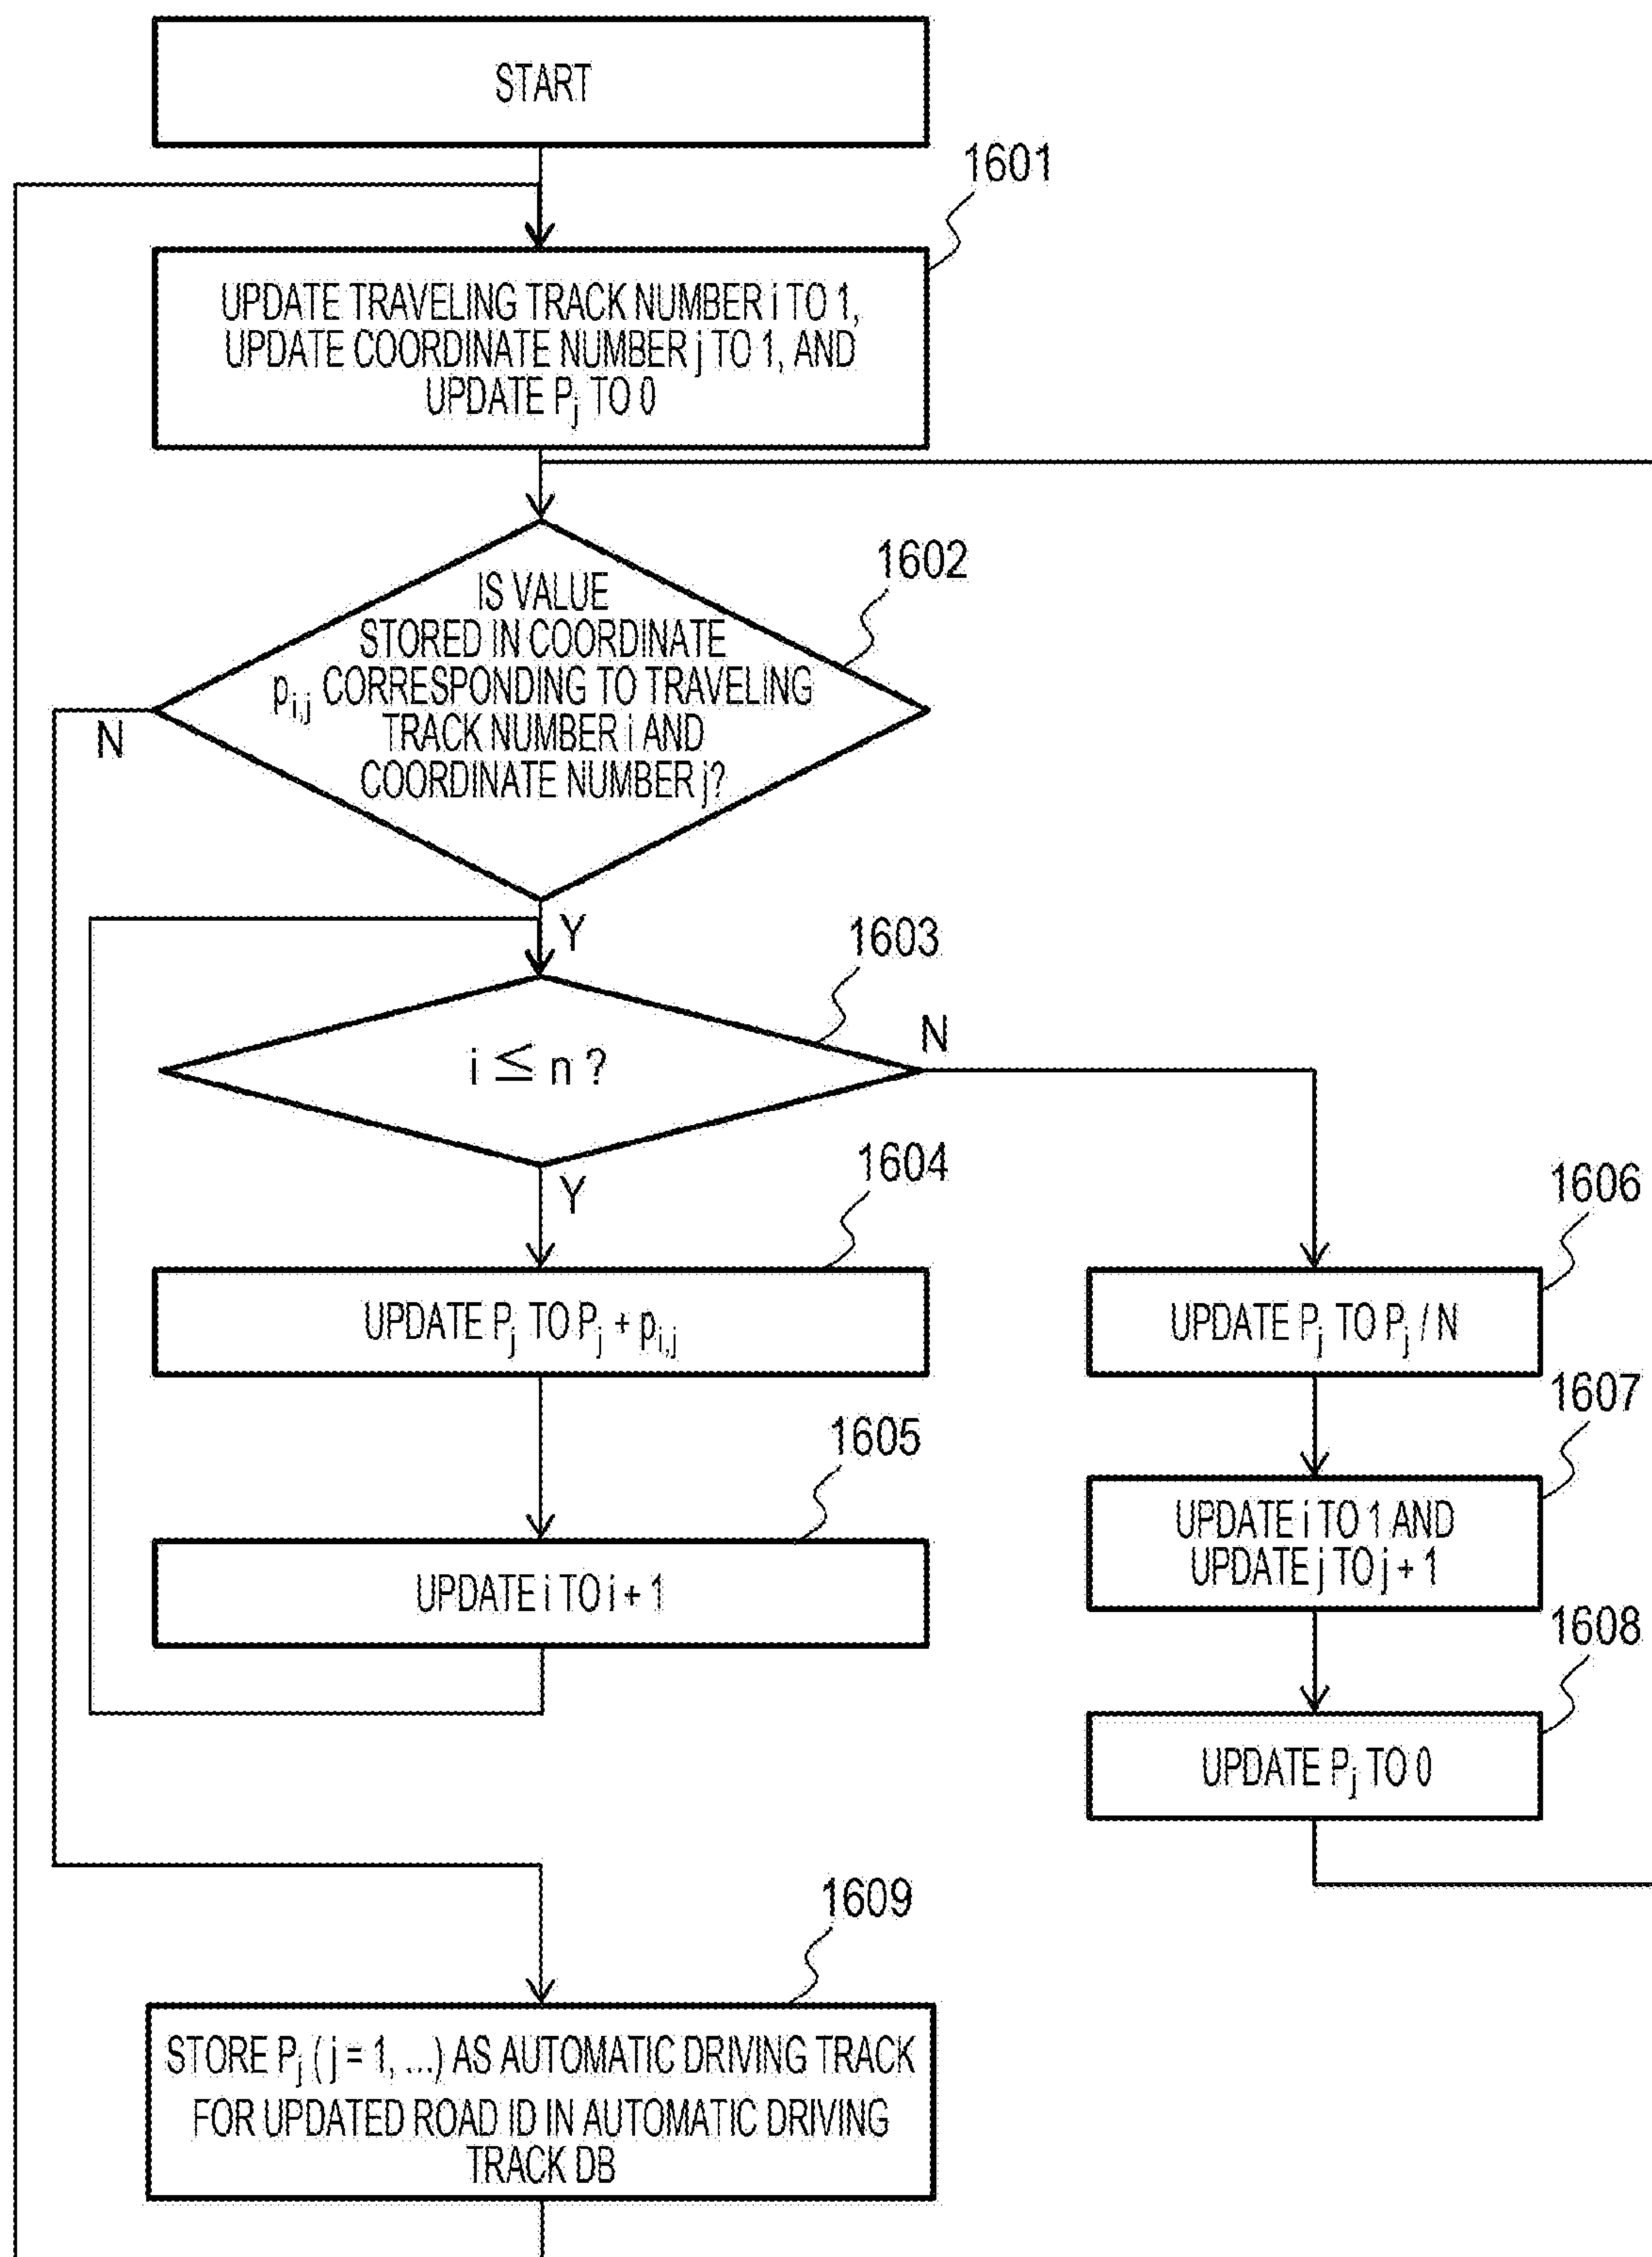 START
1601
UPDATE TRAVELING TRACK NUMBER i TO 1,
UPDATE COORDINATE NUMBER j TO 1, AND
UPDATE Pj TO 0
1602
IS VALUE
STORED IN COORDINATE
pi,j CORRESPONDING TO TRAVELING
TRACK NUMBER i AND
COORDINATE NUMBER j?
N
Y
1603
i ≦ n ?
N
Y
1604
UPDATE Pj TO Pj + pi,j
1605
UPDATE i TO i + 1
1606
UPDATE Pj TO Pj / N
1607
UPDATE i TO 1 AND
UPDATE j TO j + 1
1608
UPDATE Pj TO 0
1609
STORE Pj ( j = 1, ...) AS AUTOMATIC DRIVING TRACK
FOR UPDATED ROAD ID IN AUTOMATIC DRIVING
TRACK DB